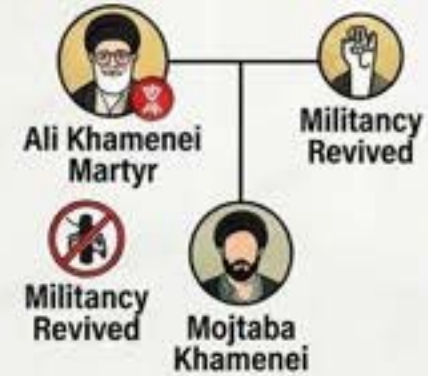 Ali Khamenei
Martyr
Militancy
Revived
Militancy
Revived
Mojtaba
Khamenei